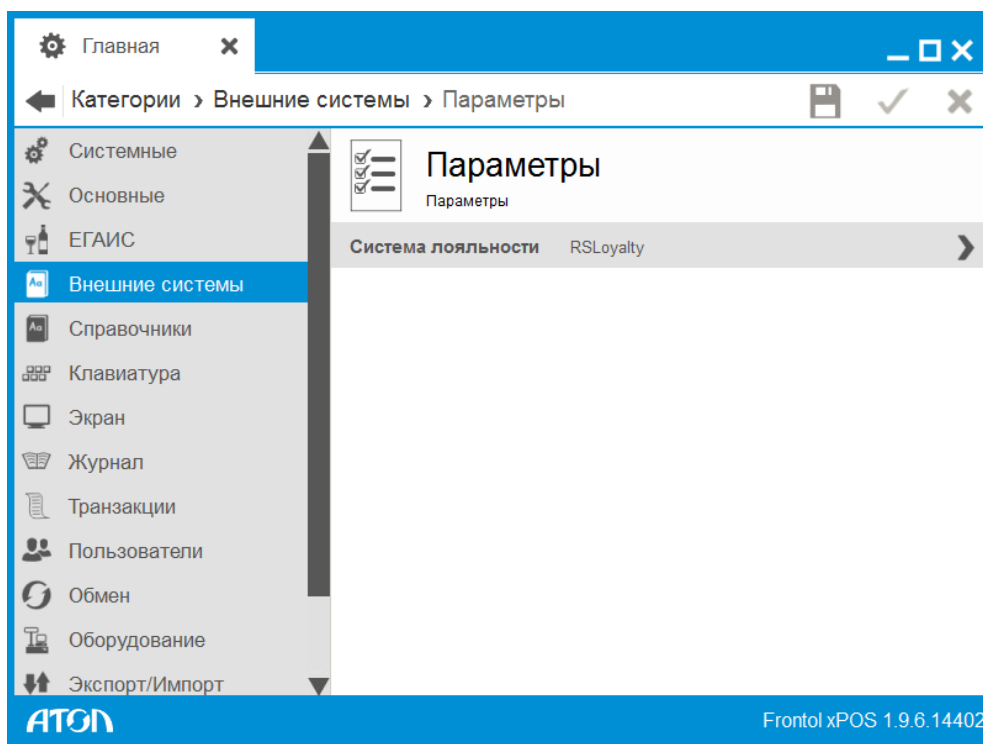 Главная
Категории › Внешние системы › Параметры
Системные
Основные
ЕГАИС
Внешние системы
Справочники
Клавиатура
Экран
Журнал
Транзакции
Пользователи
Обмен
Оборудование
Экспорт/Импорт
Параметры
Параметры
Система лояльности RSLoyalty
ATOL
Frontol xPOS 1.9.6.14402